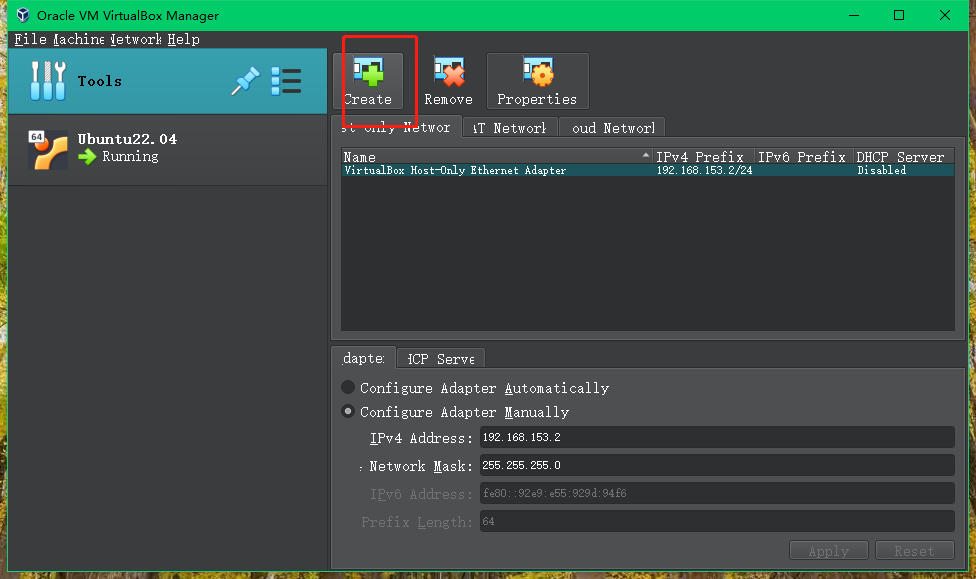 Oracle VM VirtualBox Manager
File Machine Network Help
Tools
64
Ubuntu22.04
Running
Create Remove Properties
st-only Networ AT Network oud Networl
Name IPv4 Prefix IPv6 Prefix DHCP Server
VirtualBox Host-Only Ethernet Adapter 192.168.153.2/24 Disabled
dapte: HCP Serve
Configure Adapter Automatically
Configure Adapter Manually
IPv4 Address: 192.168.153.2
Network Mask: 255.255.255.0
IPv6 Address: fe80::92e9:e55:929d:94f6
Prefix Length: 64
Apply Reset